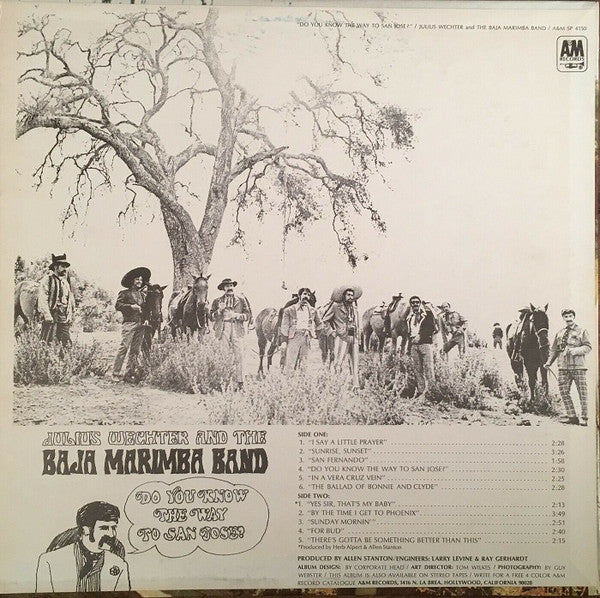 "DO YOU KNOW THE WAY TO SAN JOSE?" / JULIUS WECHTER and THE BAJA MARIMBA BAND / A&M SP 4150
A&M
RECORDS
JULIUS WECHTER AND THE
BAJA MARIMBA BAND
DO YOU KNOW
THE WAY
TO SAN JOSE?
SIDE ONE:
1. "I SAY A LITTLE PRAYER" 2:28
2. "SUNRISE, SUNSET" 3:26
3. "SAN FERNANDO" 1:58
4. "DO YOU KNOW THE WAY TO SAN JOSE?" 2:30
5. "IN A VERA CRUZ VEIN" 2:25
6. "THE BALLAD OF BONNIE AND CLYDE" 2:28
SIDE TWO:
*1. "YES SIR, THAT'S MY BABY" 2:13
2. "BY THE TIME I GET TO PHOENIX" 3:49
3. "SUNDAY MORNIN'" 2:51
4. "FOR BUD" 2:40
5. "THERE'S GOTTA BE SOMETHING BETTER THAN THIS" 2:15
*Produced by Herb Alpert & Allen Stanton.
PRODUCED BY ALLEN STANTON/ENGINEERS: LARRY LEVINE & RAY GERHARDT
ALBUM DESIGN: BY CORPORATE HEAD / ART DIRECTOR: TOM WILKES / PHOTOGRAPHY: BY GUY
WEBSTER / THIS ALBUM IS ALSO AVAILABLE ON STEREO TAPES / WRITE FOR A FREE 4 COLOR A&M
RECORD CATALOGUE A&M RECORDS, 1416 N. LA BREA, HOLLYWOOD, CALIFORNIA 90028